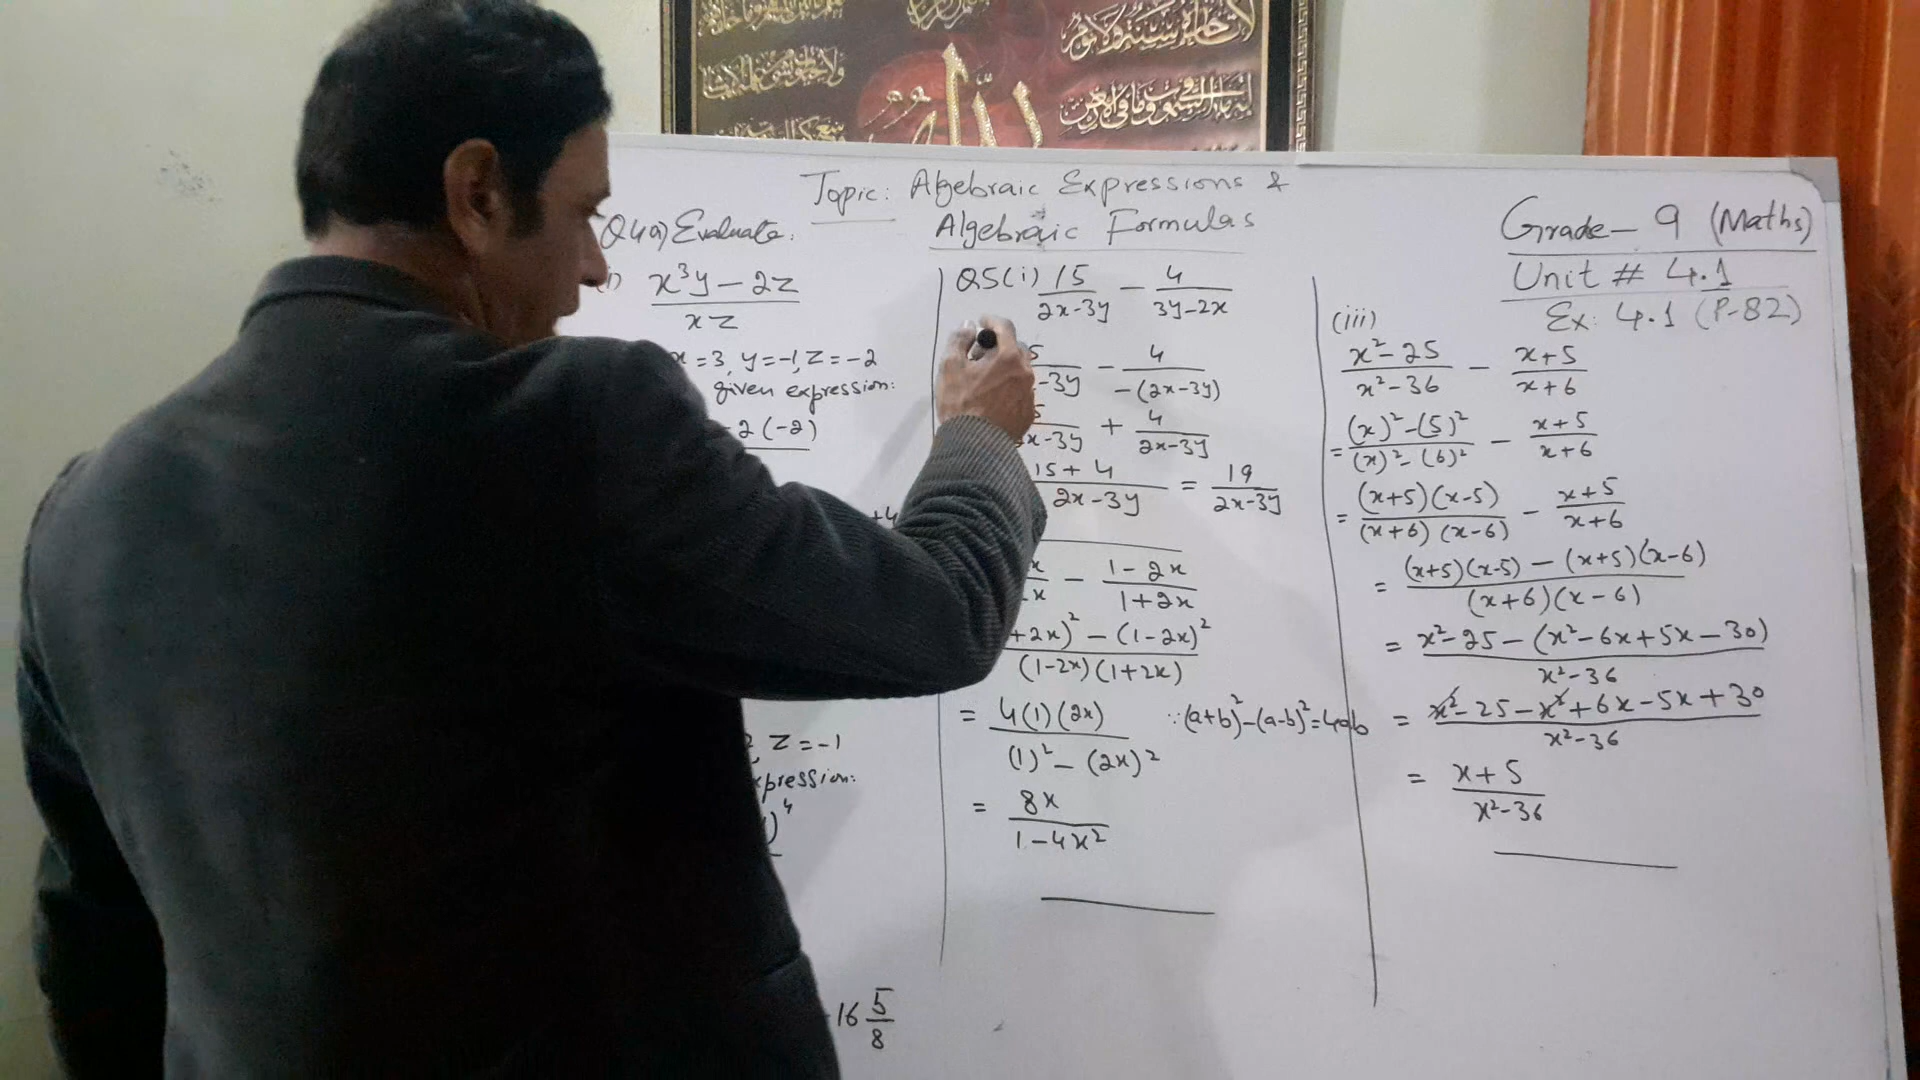 Topic: Algebraic Expressions &
Algebraic Formulas
Grade - 9 (Maths)
Unit # 4.1
Ex: 4.1 (P-82)
Q4a) Evaluate.
x³y - 2z
xz
x = 3, y = -1, z = -2
given expression:
2(-2)
+4
, z = -1
pression:
)⁴
16 5/8
Q5(i) 15/(2x-3y) - 4/(3y-2x)
5/-3y - 4/-(2x-3y)
5/x-3y + 4/(2x-3y)
15+4/(2x-3y) = 19/(2x-3y)
x/x - (1-2x)/(1+2x)
+2x)² - (1-2x)²
(1-2x)(1+2x)
= 4(1)(2x) ∵(a+b)²-(a-b)²=4ab
(1)² - (2x)²
= 8x/(1-4x²)
(iii)
(x²-25)/(x²-36) - (x+5)/(x+6)
= ((x)²-(5)²)/((x)²-(6)²) - (x+5)/(x+6)
= (x+5)(x-5)/(x+6)(x-6) - (x+5)/(x+6)
= (x+5)(x-5) - (x+5)(x-6)
(x+6)(x-6)
= x²-25-(x²-6x+5x-30)
x²-36
= x²-25-x²+6x-5x+30
x²-36
= x+5
x²-36